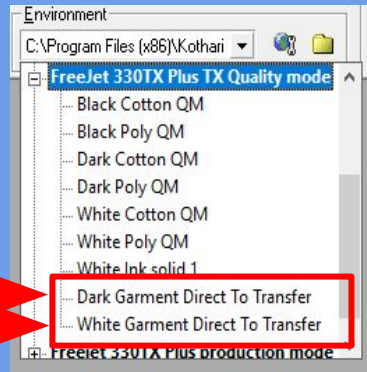 Environment
C:\Program Files (x86)\Kothari
FreeJet 330TX Plus TX Quality mode
Black Cotton QM
Black Poly QM
Dark Cotton QM
Dark Poly QM
White Cotton QM
White Poly QM
White Ink solid 1
Dark Garment Direct To Transfer
White Garment Direct To Transfer
FreeJet 330TX Plus production mode